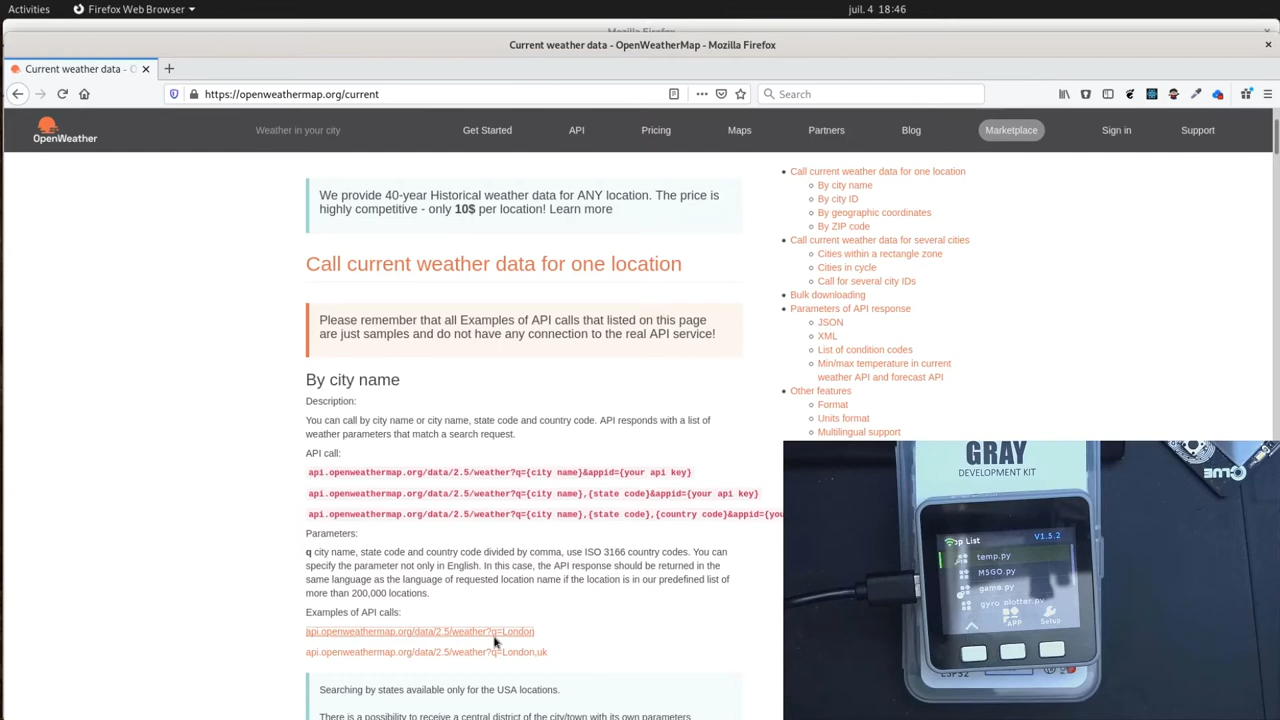 Activities
Firefox Web Browser
juil. 4 18:46
Current weather data - OpenWeatherMap - Mozilla Firefox
Current weather data -
https://openweathermap.org/current
Search
OpenWeather
Weather in your city
Get Started
API
Pricing
Maps
Partners
Blog
Marketplace
Sign in
Support
We provide 40-year Historical weather data for ANY location. The price is
highly competitive - only 10$ per location! Learn more
Call current weather data for one location
Please remember that all Examples of API calls that listed on this page
are just samples and do not have any connection to the real API service!
By city name
Description:
You can call by city name or city name, state code and country code. API responds with a list of
weather parameters that match a search request.
API call:
api.openweathermap.org/data/2.5/weather?q={city name}&appid={your api key}
api.openweathermap.org/data/2.5/weather?q={city name},{state code}&appid={your api key}
api.openweathermap.org/data/2.5/weather?q={city name},{state code},{country code}&appid={you
Parameters:
q city name, state code and country code divided by comma, use ISO 3166 country codes. You can
specify the parameter not only in English. In this case, the API response should be returned in the
same language as the language of requested location name if the location is in our predefined list of
more than 200,000 locations.
Examples of API calls:
api.openweathermap.org/data/2.5/weather?q=London
api.openweathermap.org/data/2.5/weather?q=London,uk
Searching by states available only for the USA locations.
There is a possibility to receive a central district of the city/town with its own parameters
Call current weather data for one location
By city name
By city ID
By geographic coordinates
By ZIP code
Call current weather data for several cities
Cities within a rectangle zone
Cities in cycle
Call for several city IDs
Bulk downloading
Parameters of API response
JSON
XML
List of condition codes
Min/max temperature in current
weather API and forecast API
Other features
Format
Units format
Multilingual support
GRAY
DEVELOPMENT KIT
CLUE
op List
V1.5.2
temp.py
M5GO.py
game.py
gyro_plotter.py
APP
Setup
ESP32